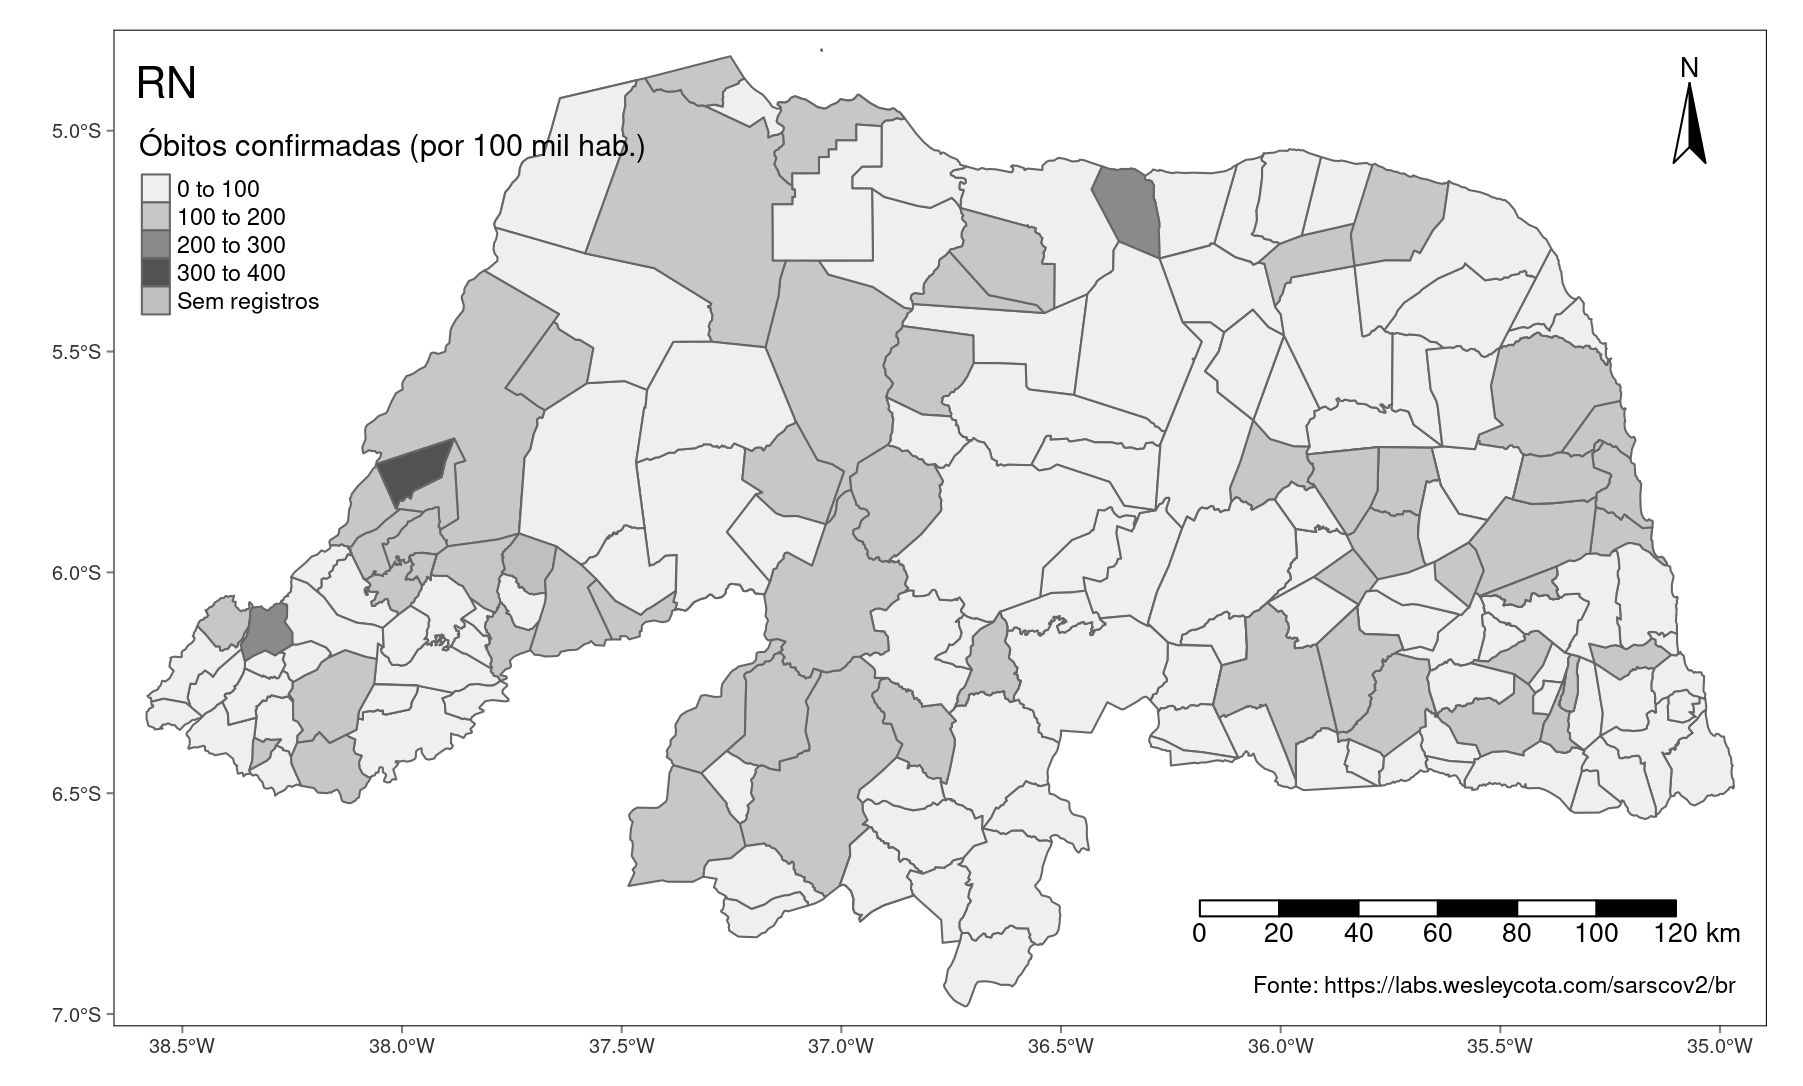 RN
N
Óbitos confirmadas (por 100 mil hab.)
0 to 100
100 to 200
200 to 300
300 to 400
Sem registros
5.0°S
5.5°S
6.0°S
6.5°S
7.0°S
0 20 40 60 80 100 120 km
Fonte: https://labs.wesleycota.com/sarscov2/br
38.5°W 38.0°W 37.5°W 37.0°W 36.5°W 36.0°W 35.5°W 35.0°W